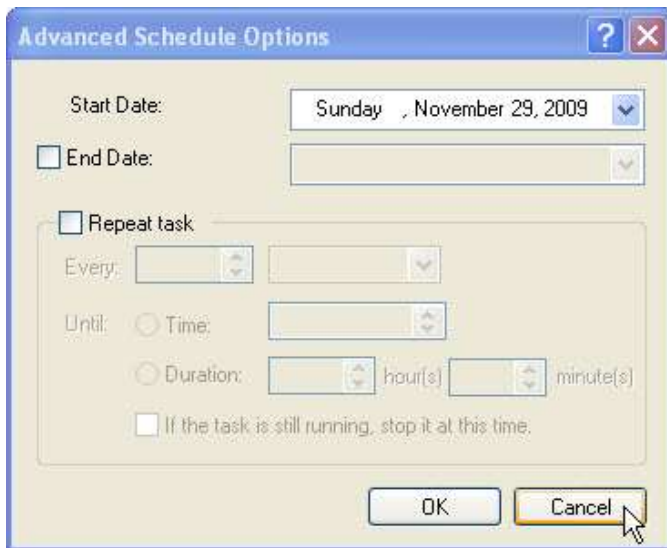 Advanced Schedule Options
Start Date: Sunday , November 29, 2009
End Date:
Repeat task
Every:
Until: Time:
Duration: hour(s) minute(s)
If the task is still running, stop it at this time.
OK Cancel